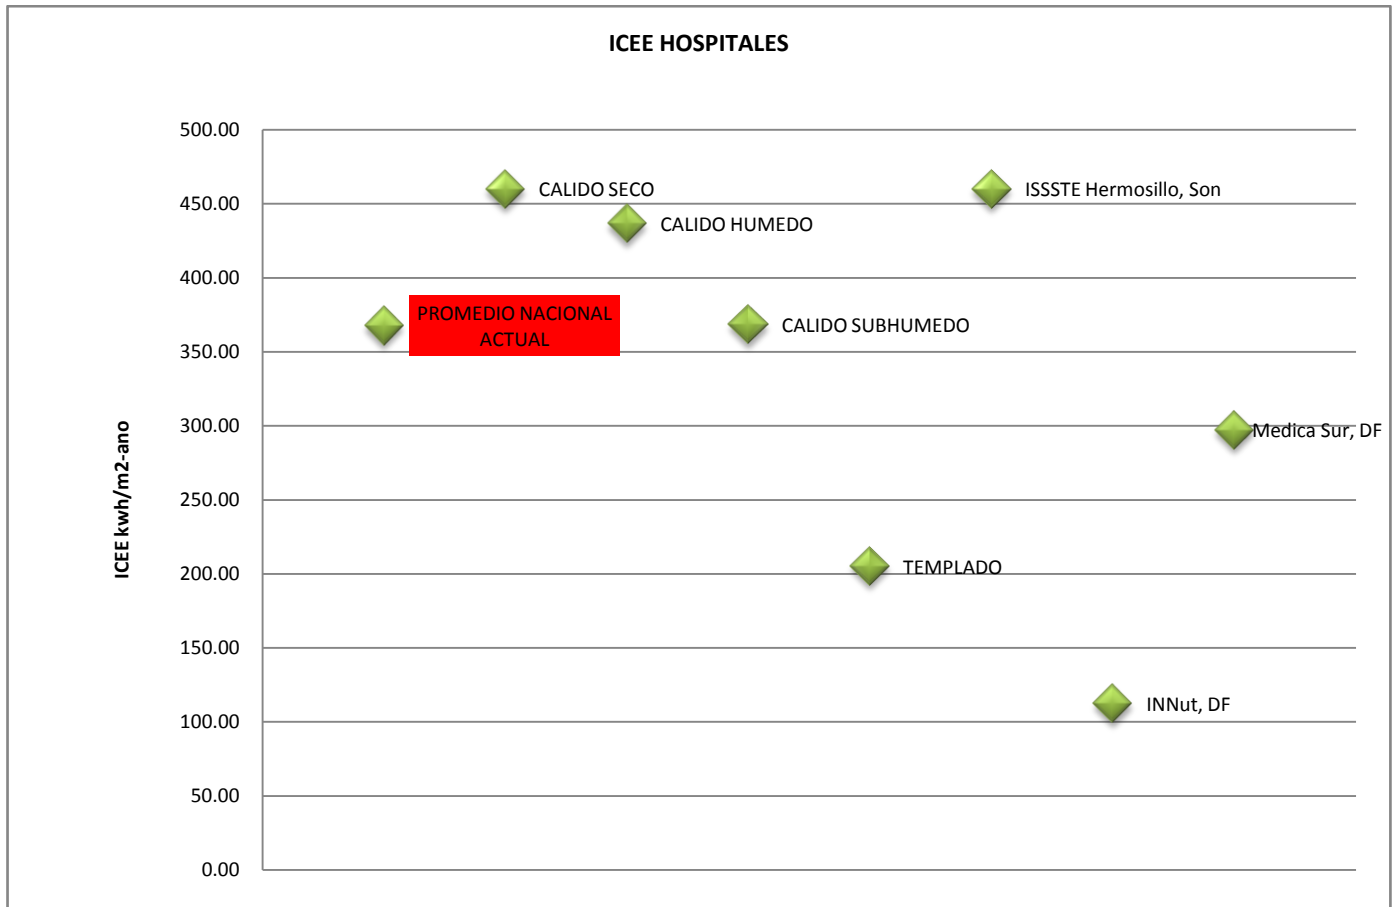 ICEE HOSPITALES
500.00
450.00
400.00
350.00
300.00
250.00
200.00
150.00
100.00
50.00
0.00
ICEE kwh/m2-ano
CALIDO SECO
ISSSTE Hermosillo, Son
CALIDO HUMEDO
PROMEDIO NACIONAL
ACTUAL
CALIDO SUBHUMEDO
Medica Sur, DF
TEMPLADO
INNut, DF